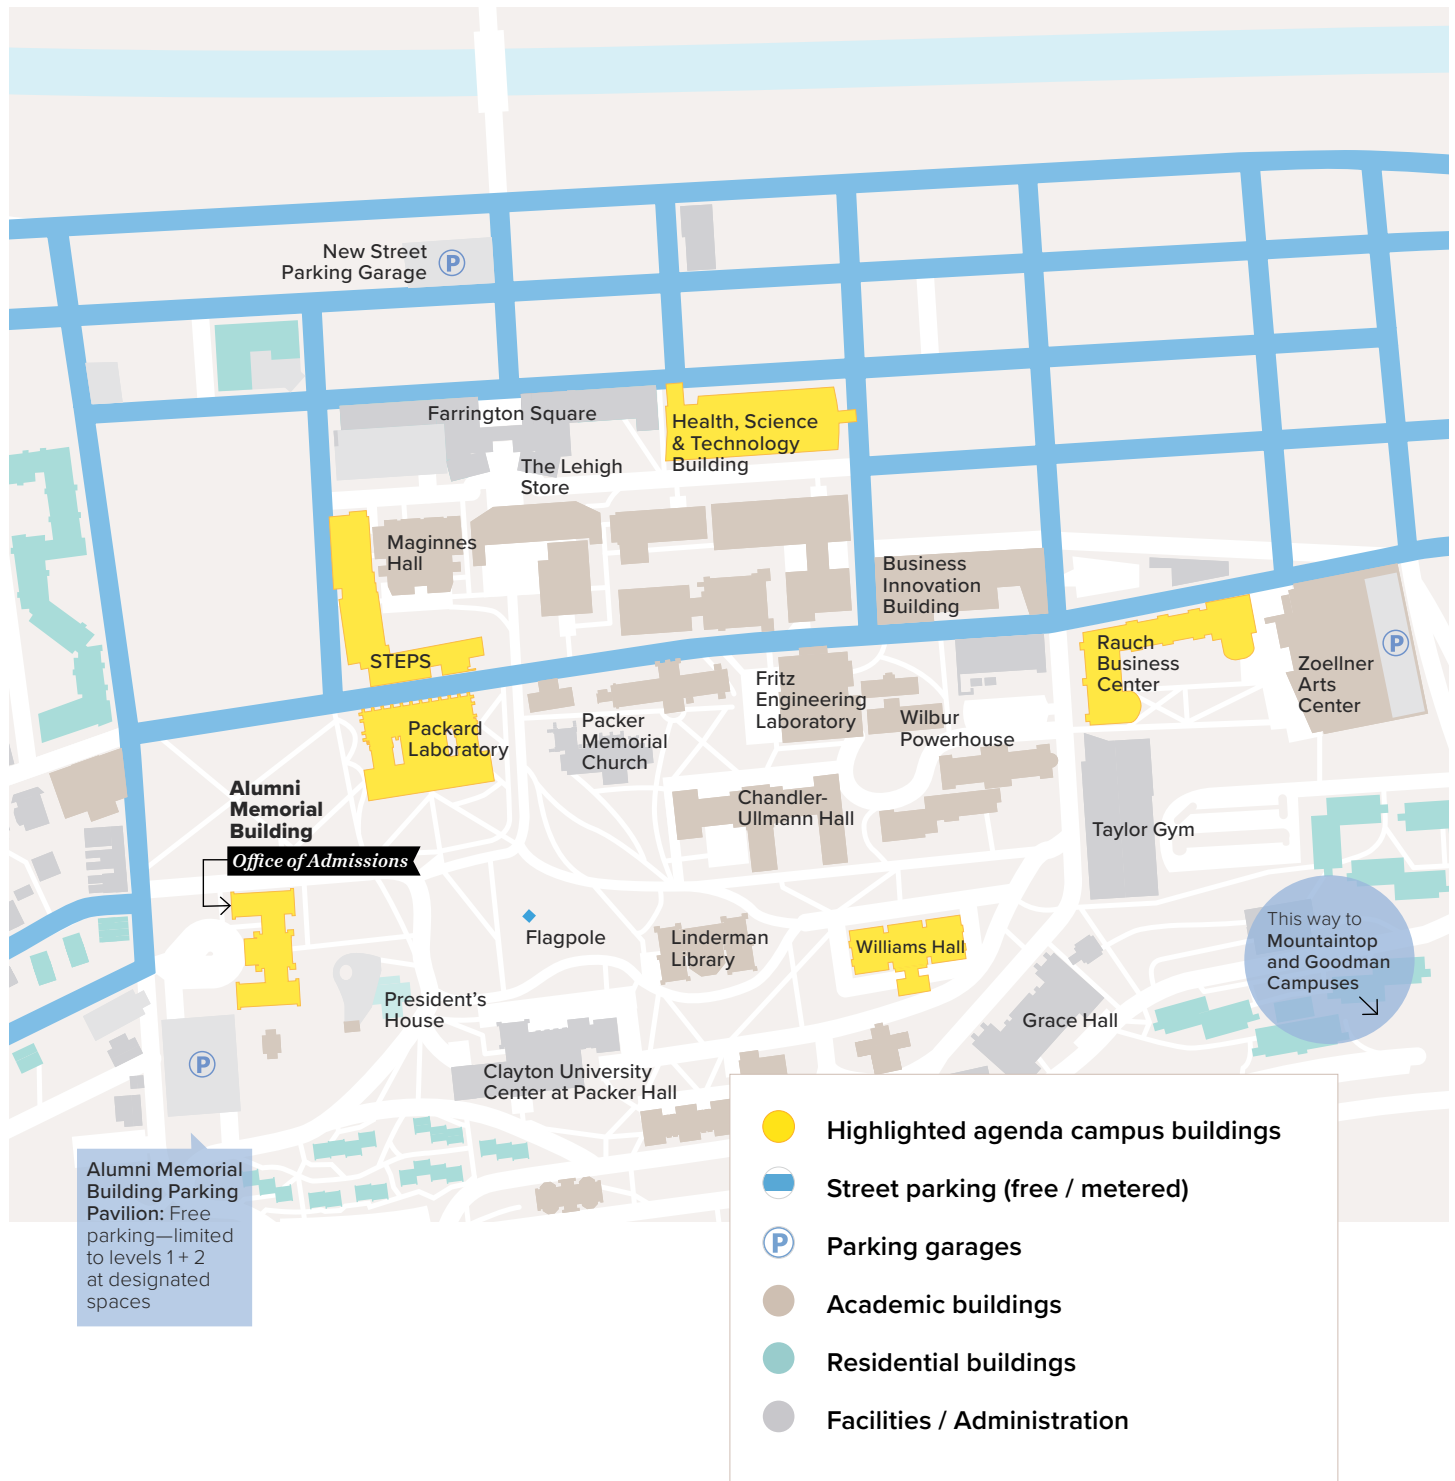 New Street
Parking Garage
P
Farrington Square
Health, Science
& Technology
Building
The Lehigh
Store
Maginnes
Hall
Business
Innovation
Building
STEPS
Rauch
Business
Center
P
Zoellner
Arts
Center
Fritz
Engineering
Laboratory
Packer
Memorial
Church
Wilbur
Powerhouse
Packard
Laboratory
Alumni
Memorial
Building
Office of Admissions
Chandler-
Ullmann Hall
Taylor Gym
Flagpole
Linderman
Library
Williams Hall
This way to
Mountaintop
and Goodman
Campuses
President's
House
Grace Hall
P
Clayton University
Center at Packer Hall
Alumni Memorial
Building Parking
Pavilion: Free
parking—limited
to levels 1 + 2
at designated
spaces
Highlighted agenda campus buildings
Street parking (free / metered)
P Parking garages
Academic buildings
Residential buildings
Facilities / Administration